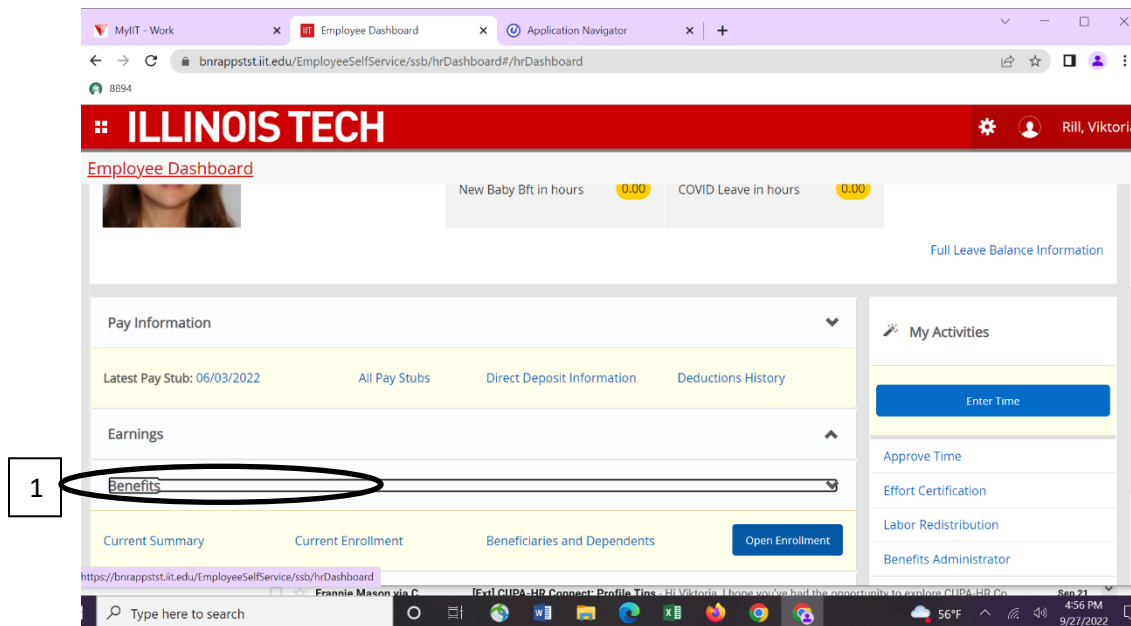 MyIIT - Work
Employee Dashboard
Application Navigator
bnrappstst.iit.edu/EmployeeSelfService/ssb/hrDashboard#/hrDashboard
8894
ILLINOIS TECH
Rill, Viktoria
Employee Dashboard
New Baby Bft in hours 0.00 COVID Leave in hours 0.00
Full Leave Balance Information
Pay Information
Latest Pay Stub: 06/03/2022 All Pay Stubs Direct Deposit Information Deductions History
Earnings
1
Benefits
Current Summary Current Enrollment Beneficiaries and Dependents Open Enrollment
My Activities
Enter Time
Approve Time
Effort Certification
Labor Redistribution
Benefits Administrator
https://bnrappstst.iit.edu/EmployeeSelfService/ssb/hrDashboard
Frannie Mason via C. [Ext] CUPA-HR Connect: Profile Tips - Hi Viktoria, I hope you've had the opportunity to explore CUPA-HR Co Sep 21
Type here to search
56°F
4:56 PM
9/27/2022